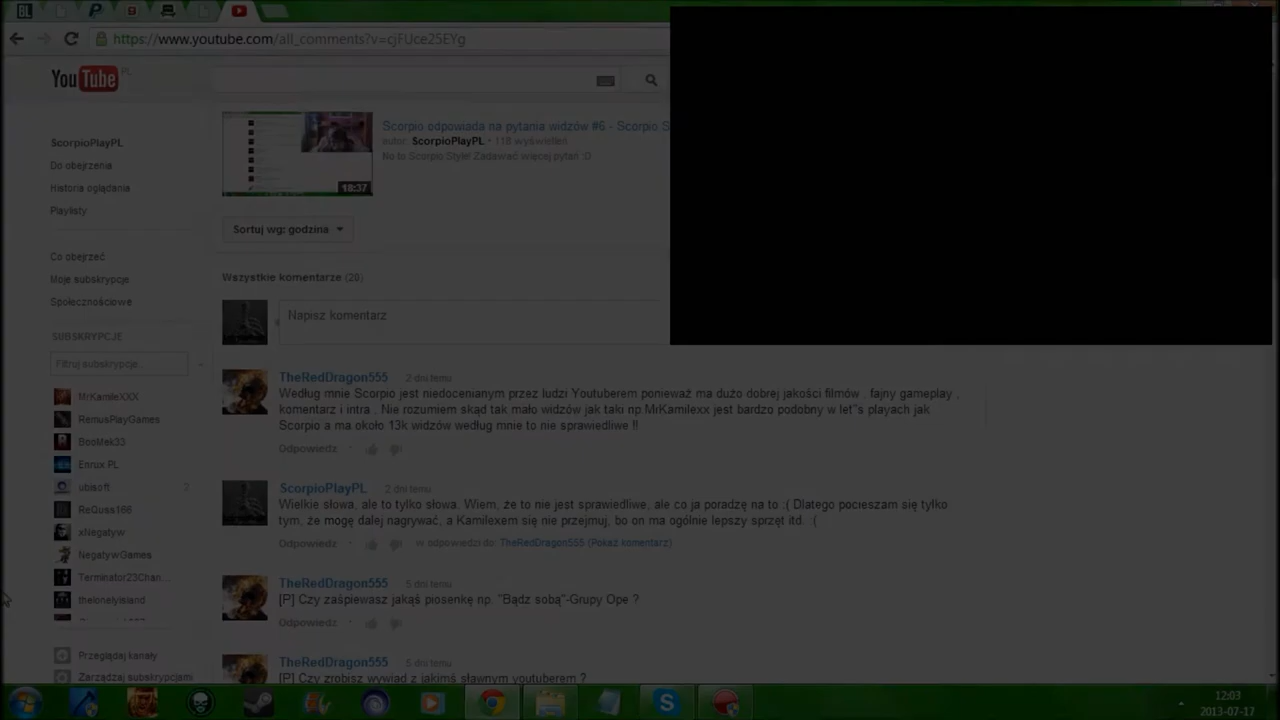 BL
https://www.youtube.com/all_comments?v=cjFUce25EYg
YouTube PL
Scorpio odpowiada na pytania widzów #6 - Scorpio S
autor: ScorpioPlayPL · 118 wyświetleń
No to Scorpio Style! Zadawać więcej pytań :D
18:37
ScorpioPlayPL
Do obejrzenia
Historia oglądania
Playlisty
Co obejrzeć
Moje subskrypcje
Społecznościowe
SUBSKRYPCJE
Filtruj subskrypcje...
MrKamileXXX
RemusPlayGames
BooMek33
Enrux PL
ubisoft 2
ReQuss166
xNegatyw
NegatywGames
Terminator23Chan...
thelonelyisland
Przeglądaj kanały
Zarządzaj subskrypcjami
Sortuj wg: godzina
Wszystkie komentarze (20)
Napisz komentarz
TheRedDragon555 2 dni temu
Według mnie Scorpio jest niedocenianym przez ludzi Youtuberem ponieważ ma dużo dobrej jakości filmów , fajny gameplay ,
komentarz i intra . Nie rozumiem skąd tak mało widzów jak taki np.MrKamilexx jest bardzo podobny w let"s playach jak
Scorpio a ma około 13k widzów według mnie to nie sprawiedliwe !!
Odpowiedz ·
ScorpioPlayPL 2 dni temu
Wielkie słowa, ale to tylko słowa. Wiem, że to nie jest sprawiedliwe, ale co ja poradzę na to :( Dlatego pocieszam się tylko
tym, że mogę dalej nagrywać, a Kamilexem się nie przejmuj, bo on ma ogólnie lepszy sprzęt itd. :(
Odpowiedz · w odpowiedzi do: TheRedDragon555 (Pokaż komentarz)
TheRedDragon555 5 dni temu
[P] Czy zaśpiewasz jakąś piosenkę np. "Bądz sobą"-Grupy Ope ?
Odpowiedz ·
TheRedDragon555 5 dni temu
[P] Czy zrobisz wywiad z jakimś sławnym youtuberem ?
12:03
2013-07-17